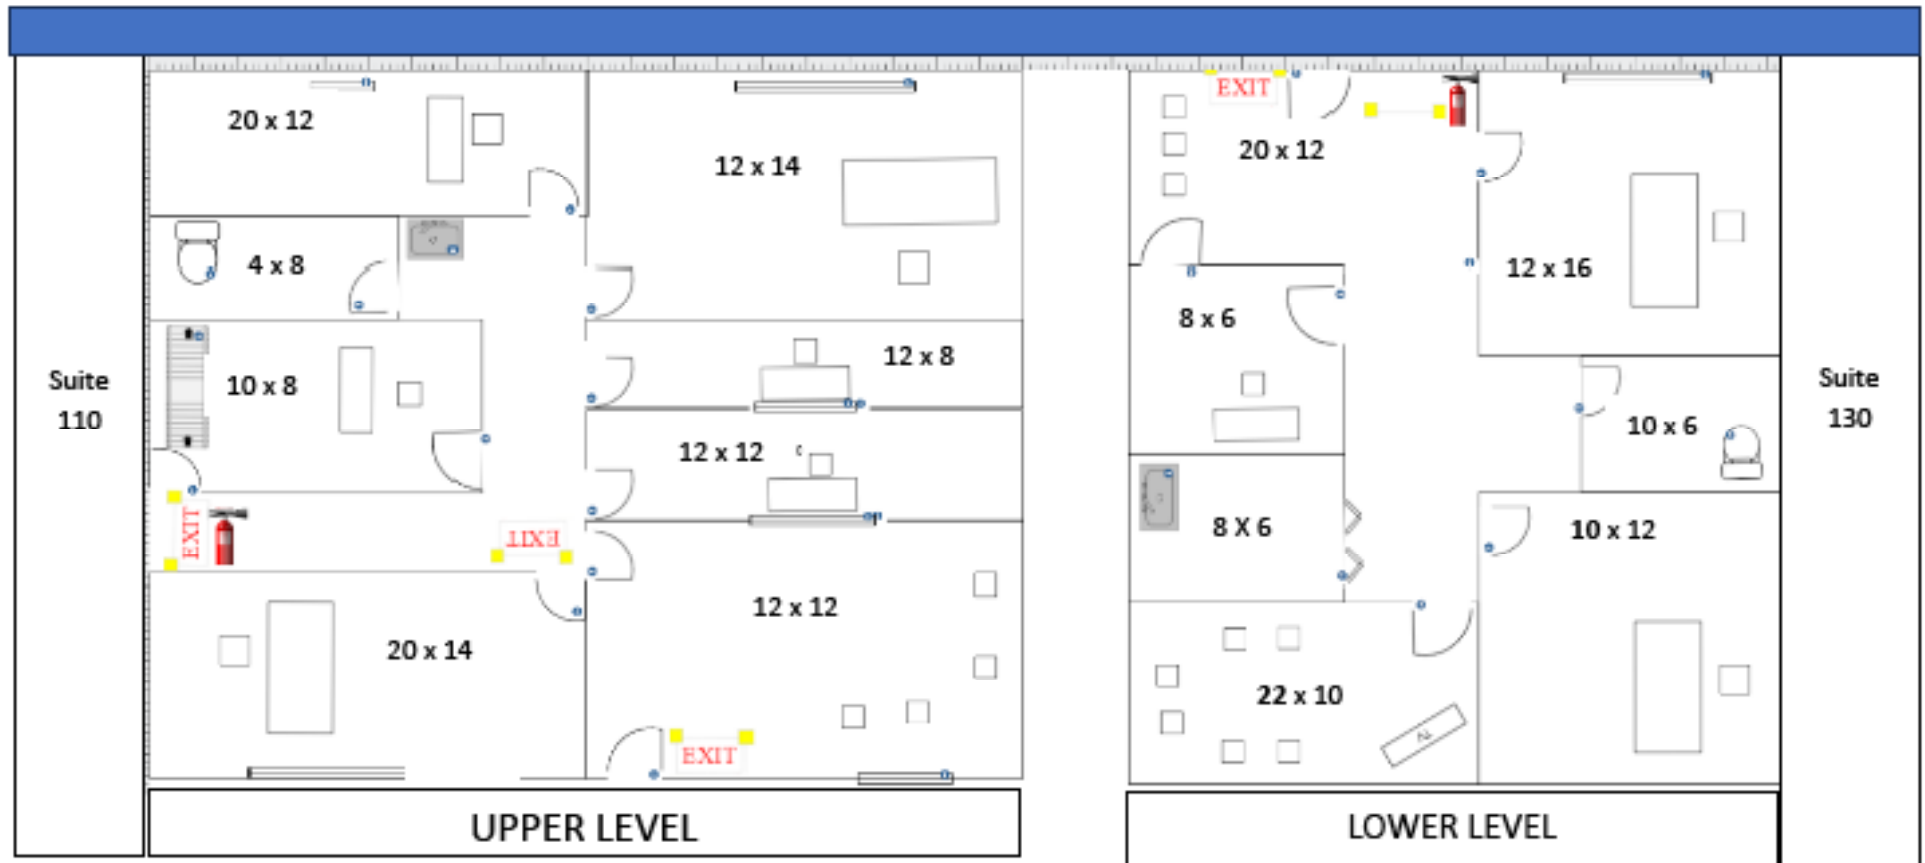 Suite
110
20 x 12
12 x 14
4 x 8
12 x 8
10 x 8
12 x 12
EXIT
EXIT
12 x 12
20 x 14
EXIT
UPPER LEVEL
EXIT
20 x 12
12 x 16
8 x 6
10 x 6
8 X 6
10 x 12
22 x 10
LOWER LEVEL
Suite
130